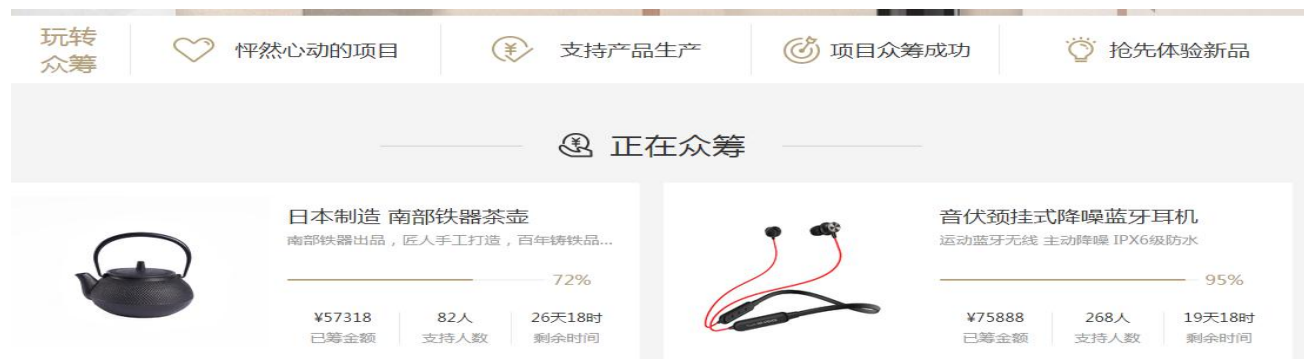 玩转
众筹
怦然心动的项目
支持产品生产
项目众筹成功
抢先体验新品
正在众筹
日本制造 南部铁器茶壶
南部铁器出品，匠人手工打造，百年铸铁品...
72%
¥57318 82人 26天18时
已筹金额 支持人数 剩余时间
音伏颈挂式降噪蓝牙耳机
运动蓝牙无线 主动降噪 IPX6级防水
95%
¥75888 268人 19天18时
已筹金额 支持人数 剩余时间